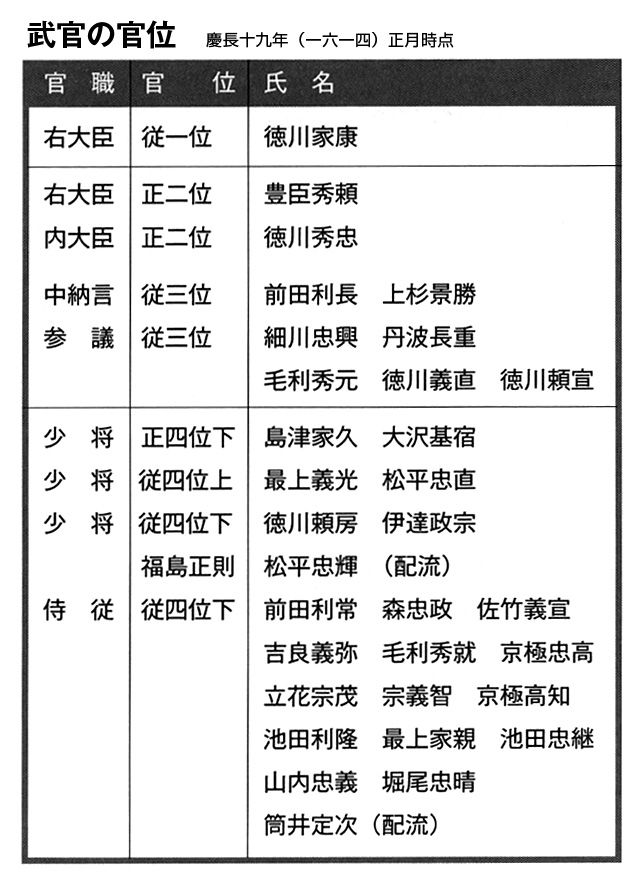 武官の官位　慶長十九年（一六一四）正月時点
官　職　官　　位　氏　名
右大臣　従一位　徳川家康
右大臣　正二位　豊臣秀頼
内大臣　正二位　徳川秀忠
中納言　従三位　前田利長　上杉景勝
参　議　従三位　細川忠興　丹波長重
毛利秀元　徳川義直　徳川頼宣
少　将　正四位下　島津家久　大沢基宿
少　将　従四位上　最上義光　松平忠直
少　将　従四位下　徳川頼房　伊達政宗
福島正則　松平忠輝　（配流）
侍　従　従四位下　前田利常　森忠政　佐竹義宣
吉良義弥　毛利秀就　京極忠高
立花宗茂　宗義智　京極高知
池田利隆　最上家親　池田忠継
山内忠義　堀尾忠晴
筒井定次（配流）